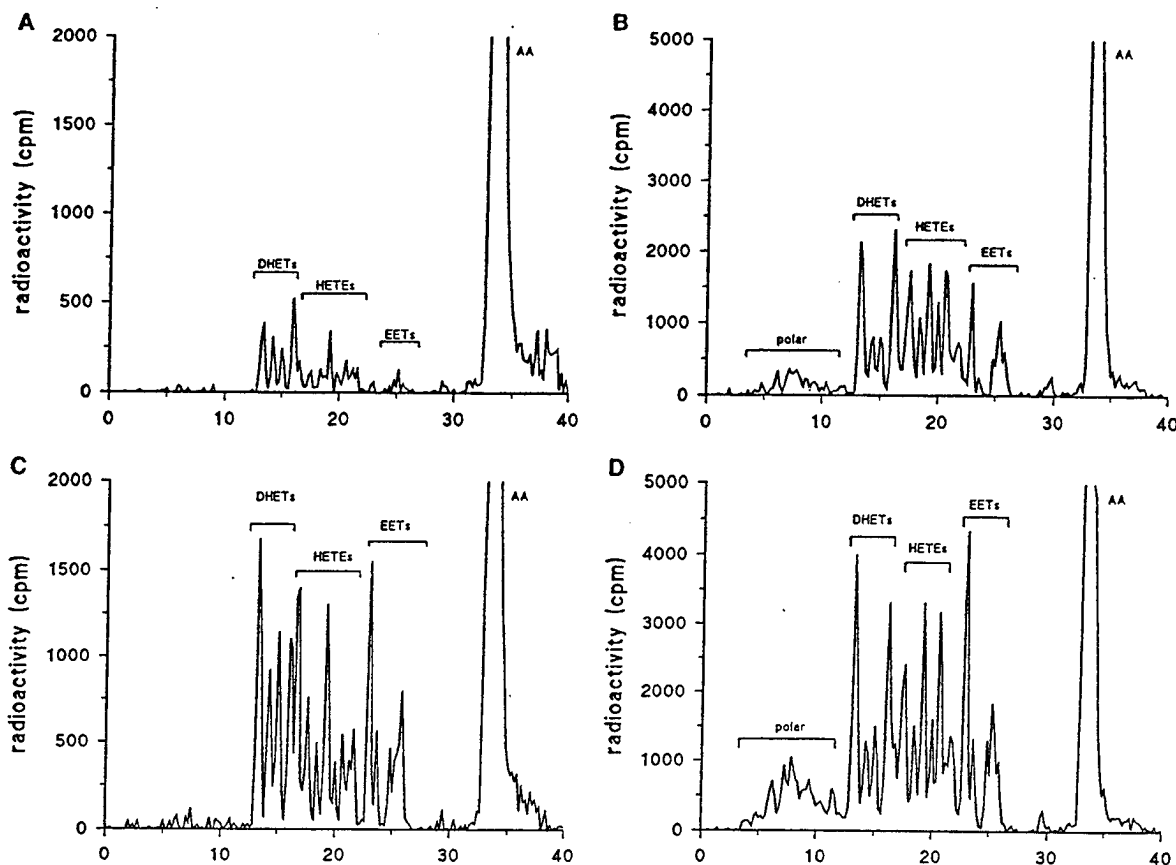 A
radioactivity (cpm)
2000
1500
1000
500
0
DHETs
HETEs
EETs
AA
0 10 20 30 40
B
radioactivity (cpm)
5000
4000
3000
2000
1000
0
polar
DHETs
HETEs
EETs
AA
0 10 20 30 40
C
radioactivity (cpm)
2000
1500
1000
500
0
DHETs
HETEs
EETs
AA
0 10 20 30 40
D
radioactivity (cpm)
5000
4000
3000
2000
1000
0
polar
DHETs
HETEs
EETs
AA
0 10 20 30 40